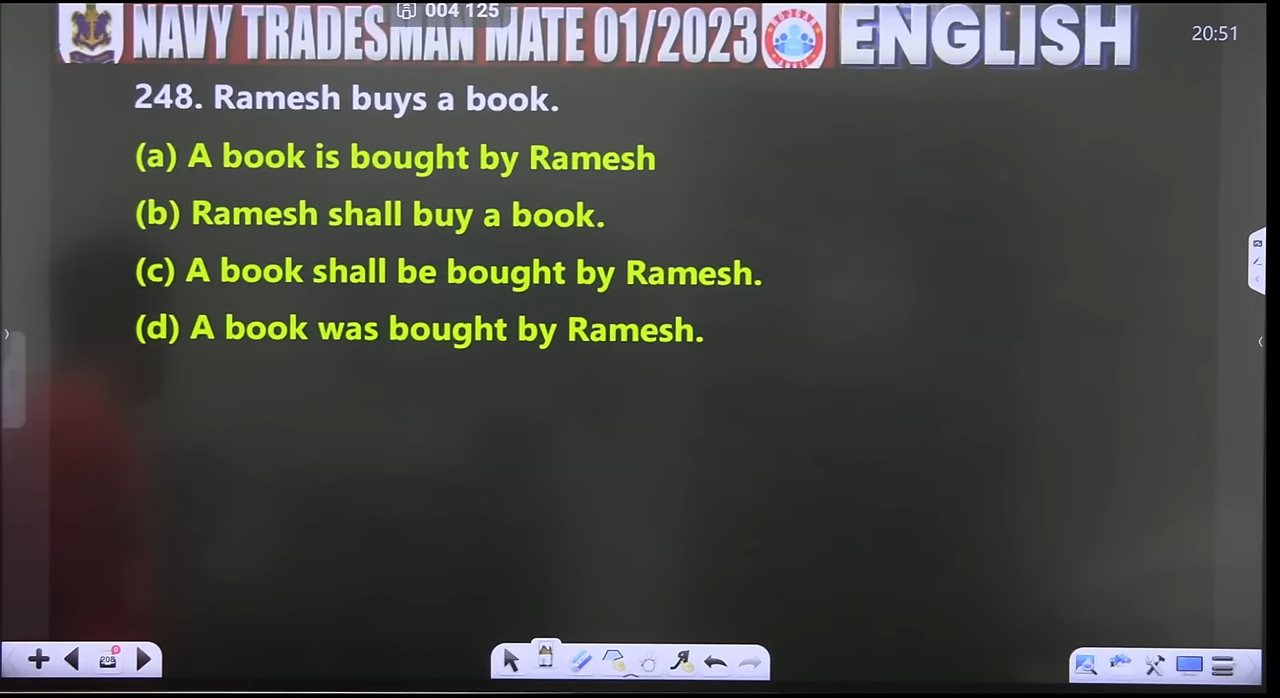 004 125
NAVY TRADESMAN MATE 01/2023 ENGLISH
20:51
248. Ramesh buys a book.
(a) A book is bought by Ramesh
(b) Ramesh shall buy a book.
(c) A book shall be bought by Ramesh.
(d) A book was bought by Ramesh.
208